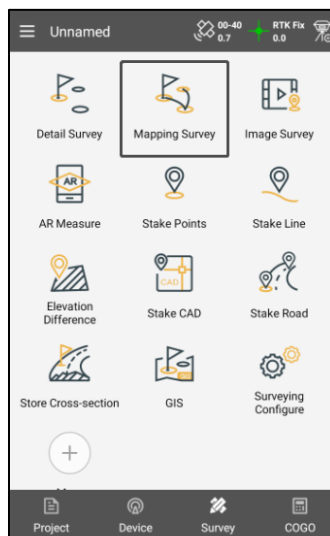 Unnamed
00-40
0.7
RTK Fix
0.0
Detail Survey
Mapping Survey
Image Survey
AR
AR Measure
Stake Points
Stake Line
CAD
Elevation
Difference
Stake CAD
Stake Road
Store Cross-section
GIS
Surveying
Configure
Project
Device
Survey
COGO